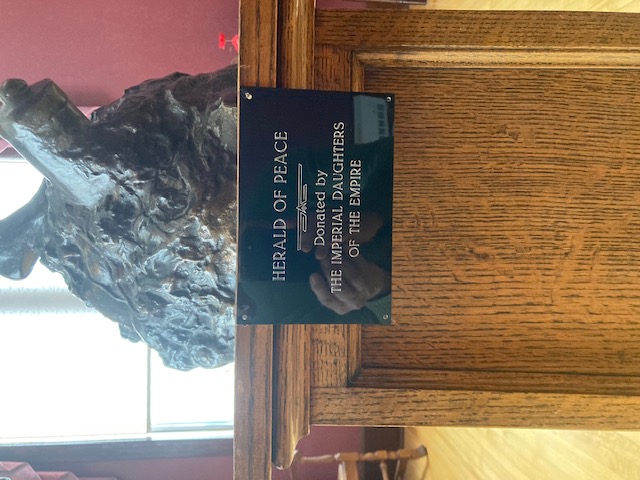 HERALD OF PEACE
Donated by
THE IMPERIAL DAUGHTERS
OF THE EMPIRE